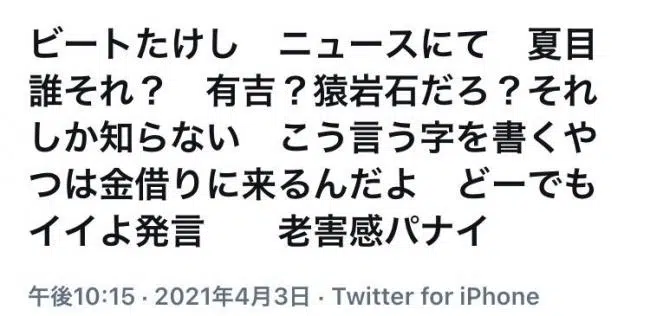 ビートたけし　ニュースにて　夏目
誰それ？　有吉？猿岩石だろ？それ
しか知らない　こう言う字を書くや
つは金借りに来るんだよ　どーでも
イイよ発言　　老害感パナイ
午後10:15 · 2021年4月3日 · Twitter for iPhone